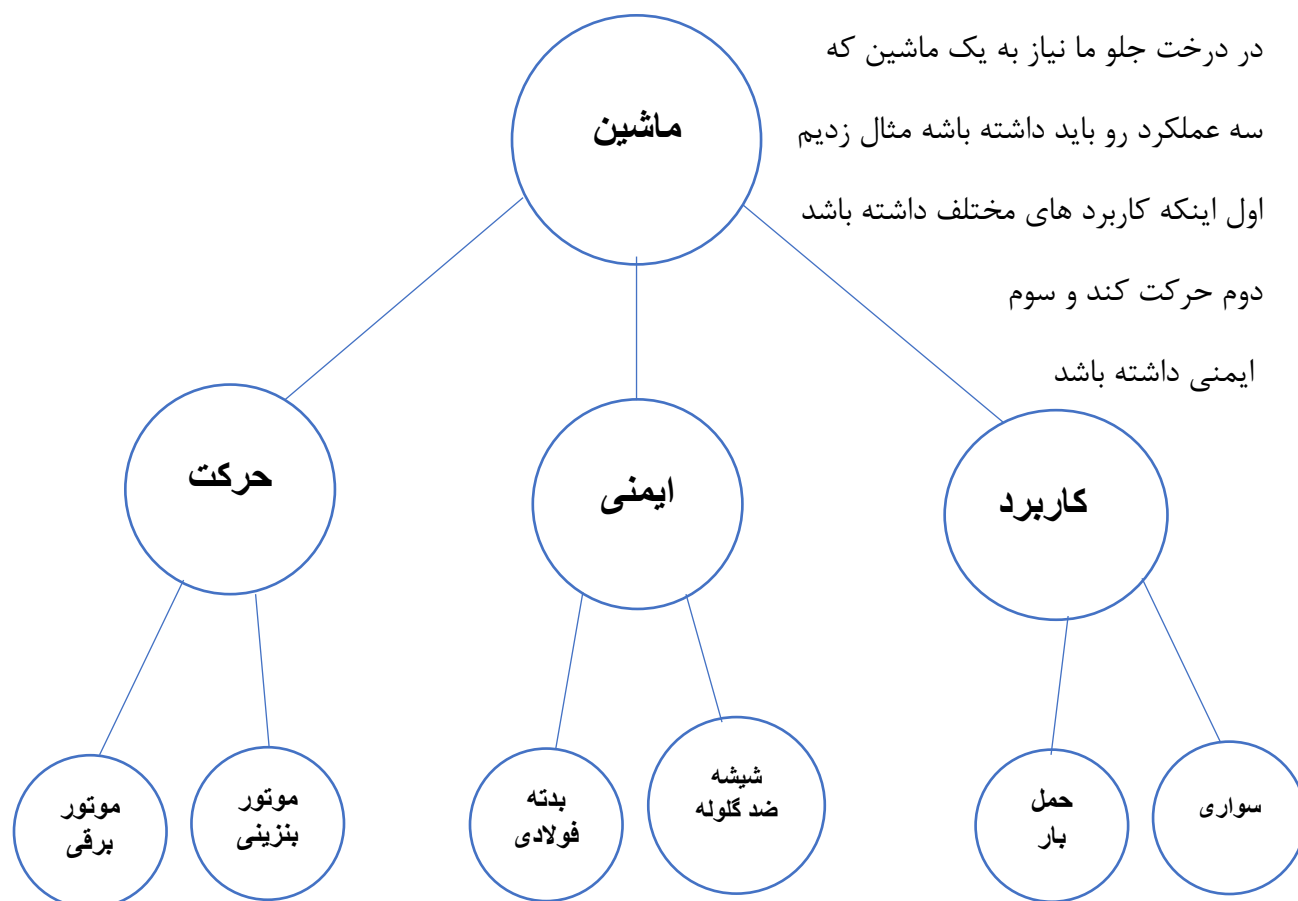 در درخت جلو ما نیاز به یک ماشین که
سه عملکرد رو باید داشته باشه مثال زدیم
اول اینکه کاربرد های مختلف داشته باشد
دوم حرکت کند و سوم
ایمنی داشته باشد
ماشین
کاربرد
ایمنی
حرکت
سواری
حمل
بار
شیشه
ضد گلوله
بدته
فولادی
موتور
بنزینی
موتور
برقی